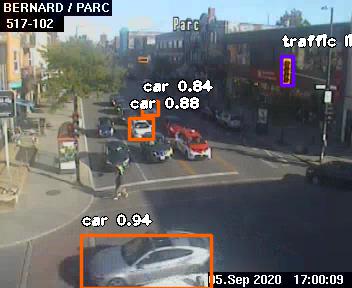 BERNARD / PARC
517-102
Parc
traffic
car 0.84
car 0.88
car 0.94
05.Sep 2020 17:00:09